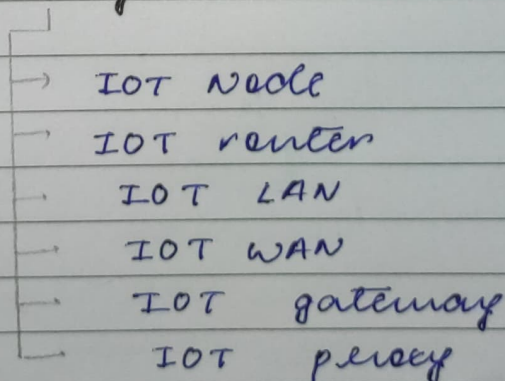 IOT Node
IOT router
IOT LAN
IOT WAN
IOT gateway
IOT proxy